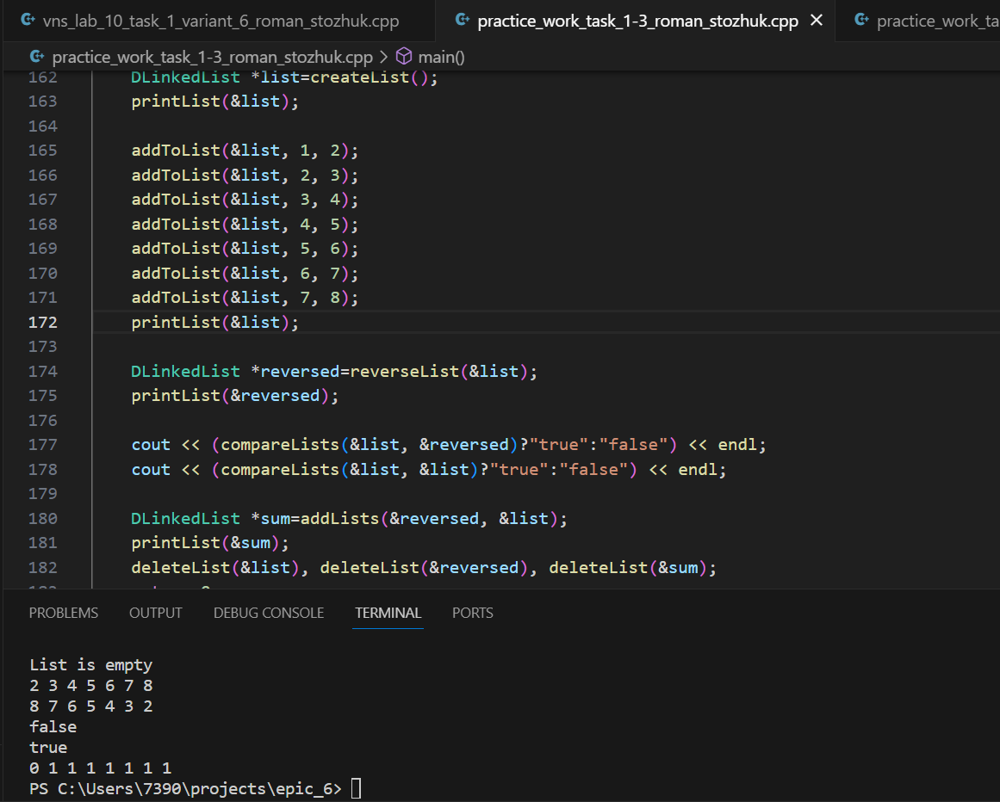 vns_lab_10_task_1_variant_6_roman_stozhuk.cpp practice_work_task_1-3_roman_stozhuk.cpp × practice_work_ta
practice_work_task_1-3_roman_stozhuk.cpp > main()
162 DLinkedList *list=createList();
163 printList(&list);
164
165 addToList(&list, 1, 2);
166 addToList(&list, 2, 3);
167 addToList(&list, 3, 4);
168 addToList(&list, 4, 5);
169 addToList(&list, 5, 6);
170 addToList(&list, 6, 7);
171 addToList(&list, 7, 8);
172 printList(&list);
173
174 DLinkedList *reversed=reverseList(&list);
175 printList(&reversed);
176
177 cout << (compareLists(&list, &reversed)?"true":"false") << endl;
178 cout << (compareLists(&list, &list)?"true":"false") << endl;
179
180 DLinkedList *sum=addLists(&reversed, &list);
181 printList(&sum);
182 deleteList(&list), deleteList(&reversed), deleteList(&sum);
PROBLEMS OUTPUT DEBUG CONSOLE TERMINAL PORTS
List is empty
2 3 4 5 6 7 8
8 7 6 5 4 3 2
false
true
0 1 1 1 1 1 1 1
PS C:\Users\7390\projects\epic_6>